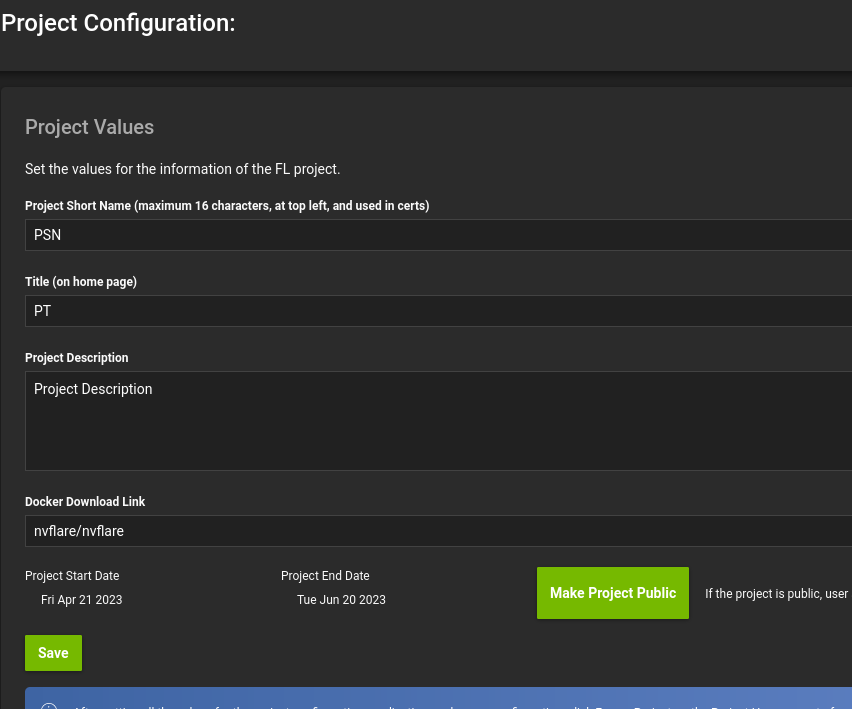 Project Configuration:
Project Values
Set the values for the information of the FL project.
Project Short Name (maximum 16 characters, at top left, and used in certs)
PSN
Title (on home page)
PT
Project Description
Project Description
Docker Download Link
nvflare/nvflare
Project Start Date
Project End Date
Fri Apr 21 2023
Tue Jun 20 2023
Make Project Public
If the project is public, user
Save